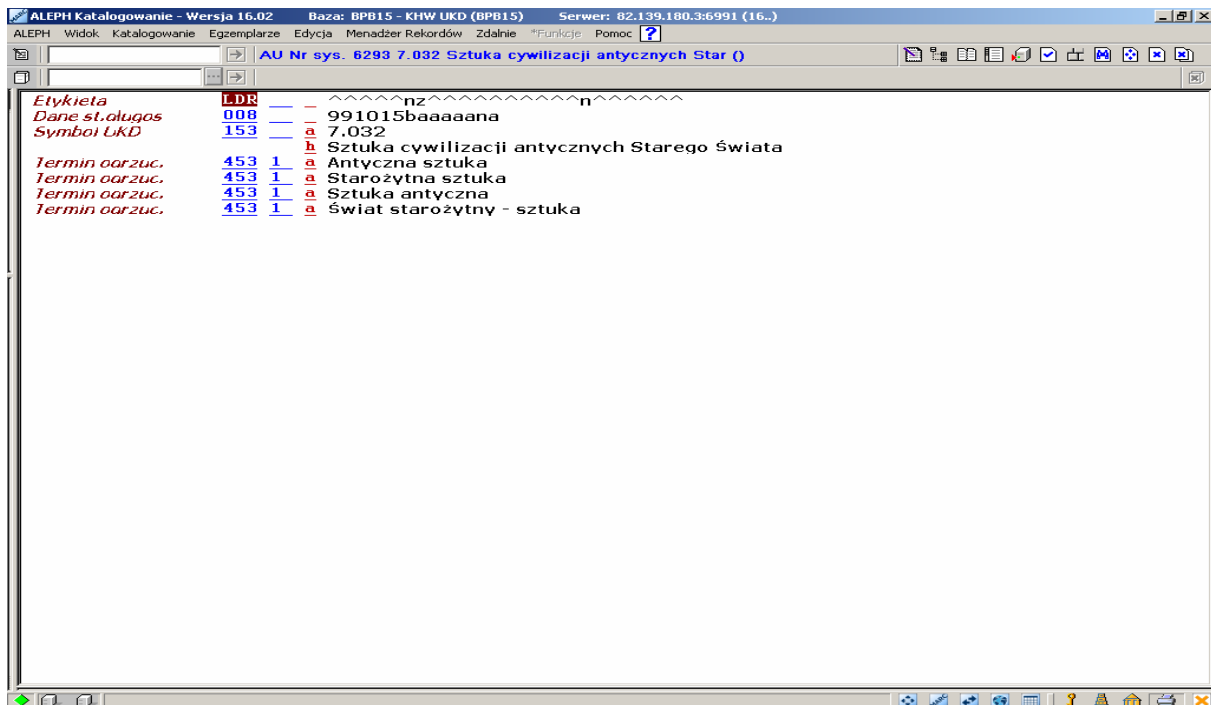 ALEPH Katalogowanie - Wersja 16.02 Baza: BPB15 - KHW UKD (BPB15) Serwer: 82.139.180.3:6991 (16..)
ALEPH Widok Katalogowanie Egzemplarze Edycja Menadżer Rekordów Zdalnie *Funkcje Pomoc ?
AU Nr sys. 6293 7.032 Sztuka cywilizacji antycznych Star ()
Etykieta LDR ^^^^^nz^^^^^^^^^^n^^^^^^
Dane st.długos 008 991015baaaaana
Symbol UKD 153 a 7.032
h Sztuka cywilizacji antycznych Starego Świata
Termin odrzuc. 453 1 a Antyczna sztuka
Termin odrzuc. 453 1 a Starożytna sztuka
Termin odrzuc. 453 1 a Sztuka antyczna
Termin odrzuc. 453 1 a Świat starożytny - sztuka